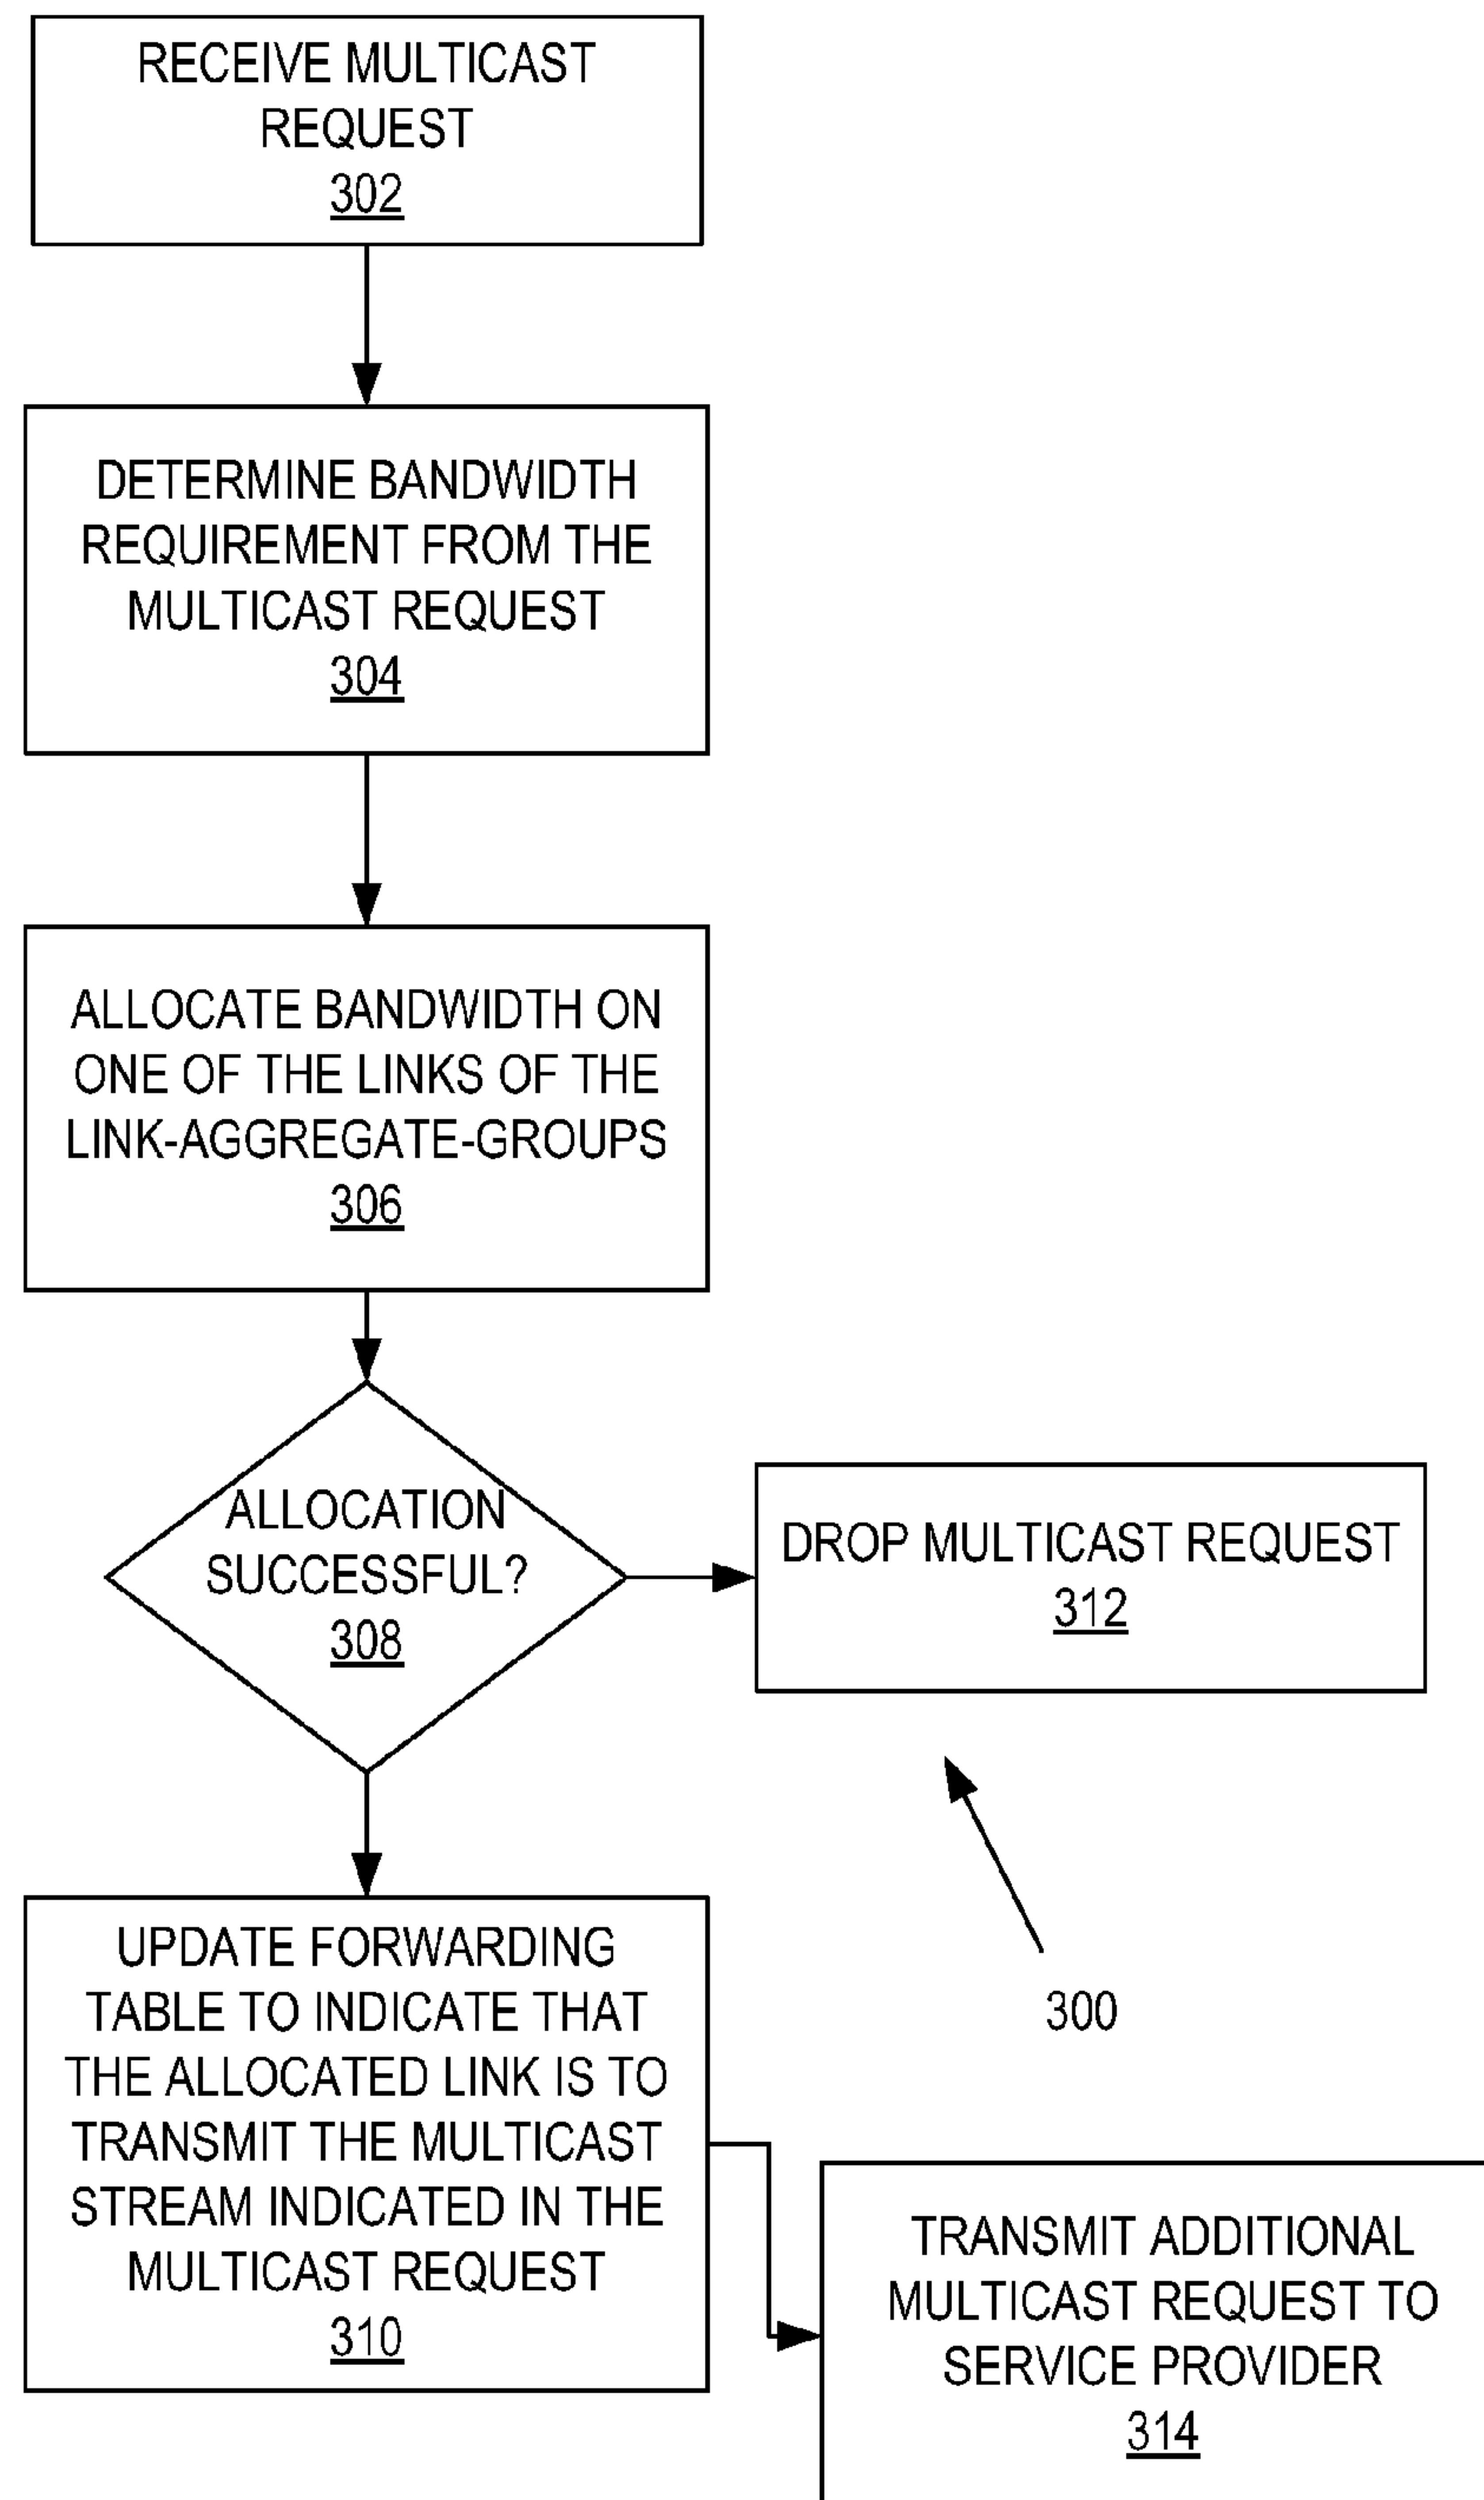 RECEIVE MULTICAST
REQUEST
302
DETERMINE BANDWIDTH
REQUIREMENT FROM THE
MULTICAST REQUEST
304
ALLOCATE BANDWIDTH ON
ONE OF THE LINKS OF THE
LINK-AGGREGATE-GROUPS
306
ALLOCATION
SUCCESSFUL?
308
DROP MULTICAST REQUEST
312
300
UPDATE FORWARDING
TABLE TO INDICATE THAT
THE ALLOCATED LINK IS TO
TRANSMIT THE MULTICAST
STREAM INDICATED IN THE
MULTICAST REQUEST
310
TRANSMIT ADDITIONAL
MULTICAST REQUEST TO
SERVICE PROVIDER
314